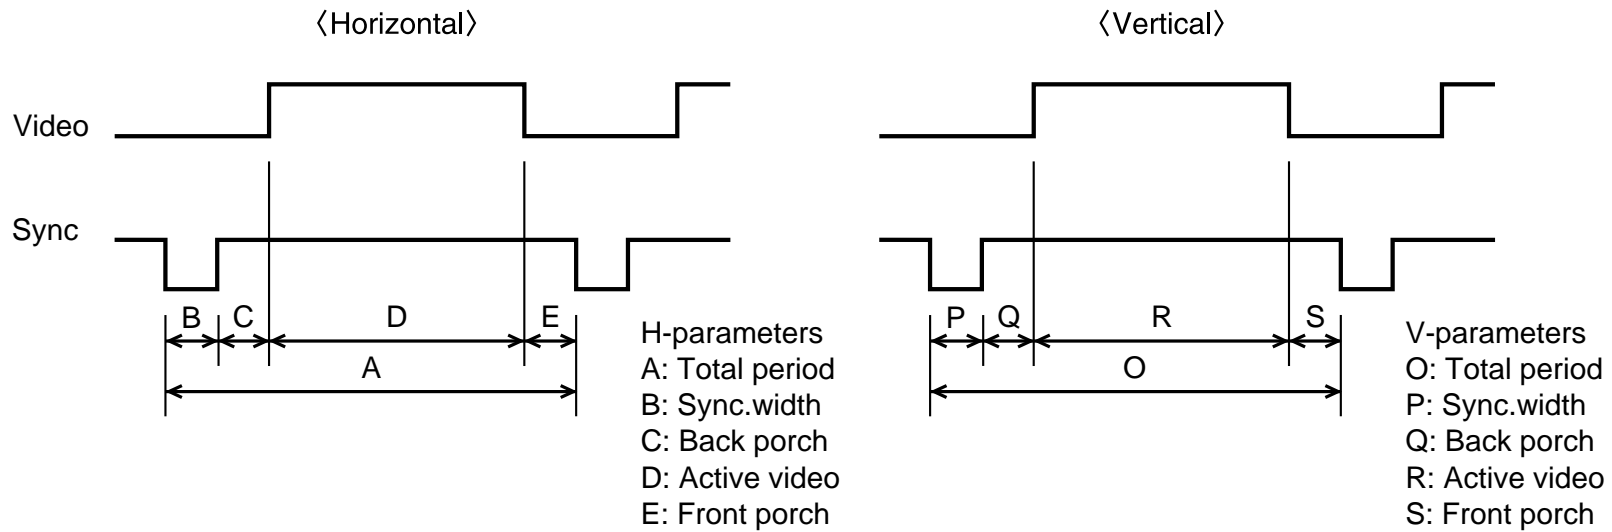 〈Horizontal〉
Video
Sync
B C D E
A
H-parameters
A: Total period
B: Sync.width
C: Back porch
D: Active video
E: Front porch
〈Vertical〉
P Q R S
O
V-parameters
O: Total period
P: Sync.width
Q: Back porch
R: Active video
S: Front porch